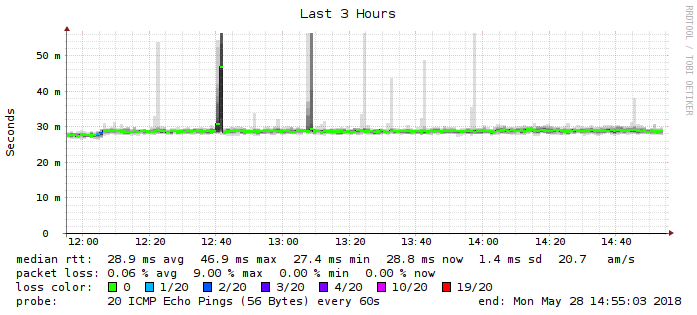 Last 3 Hours
RRDTOOL / TOBI OETIKER
Seconds
50 m
40 m
30 m
20 m
10 m
0
12:00 12:20 12:40 13:00 13:20 13:40 14:00 14:20 14:40
median rtt: 28.9 ms avg 46.9 ms max 27.4 ms min 28.8 ms now 1.4 ms sd 20.7 am/s
packet loss: 0.06 % avg 9.00 % max 0.00 % min 0.00 % now
loss color: 0 1/20 2/20 3/20 4/20 10/20 19/20
probe: 20 ICMP Echo Pings (56 Bytes) every 60s end: Mon May 28 14:55:03 2018